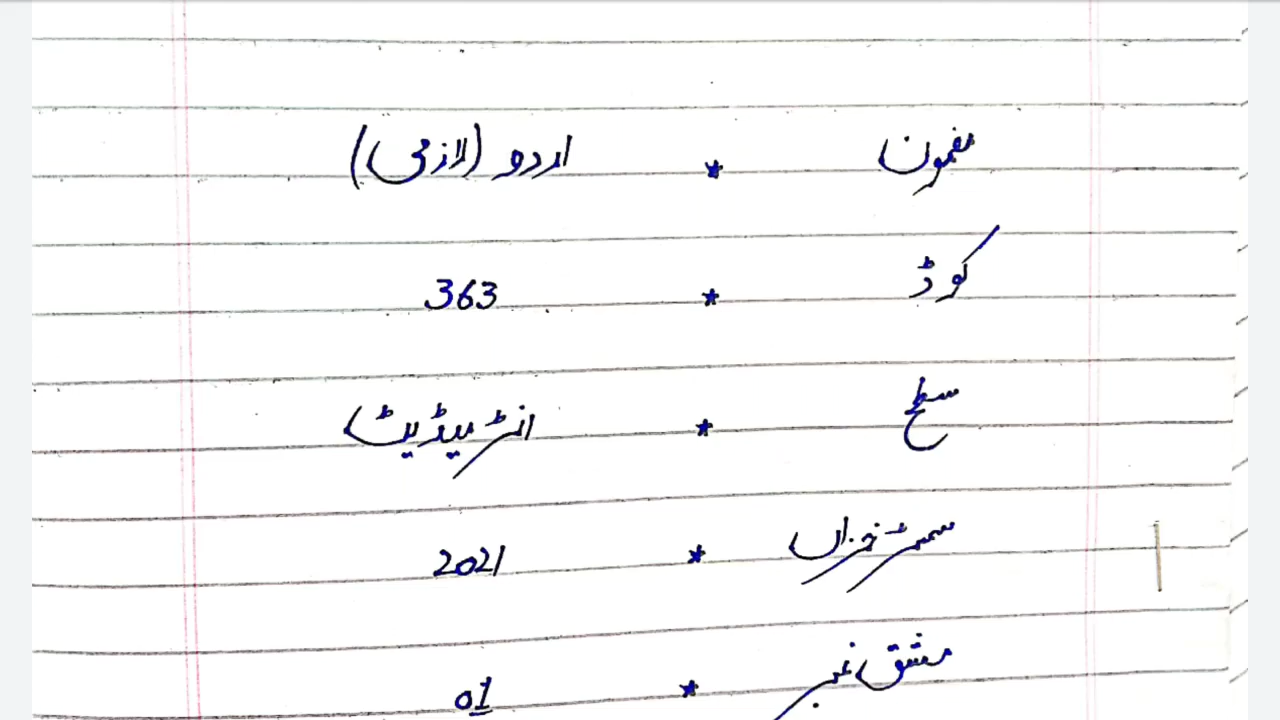 مضمون * اردو (لازمی)
کوڈ * 363
سطح * انٹرمیڈیٹ
سمسٹر خزاں * 2021
مشق نمبر * 01